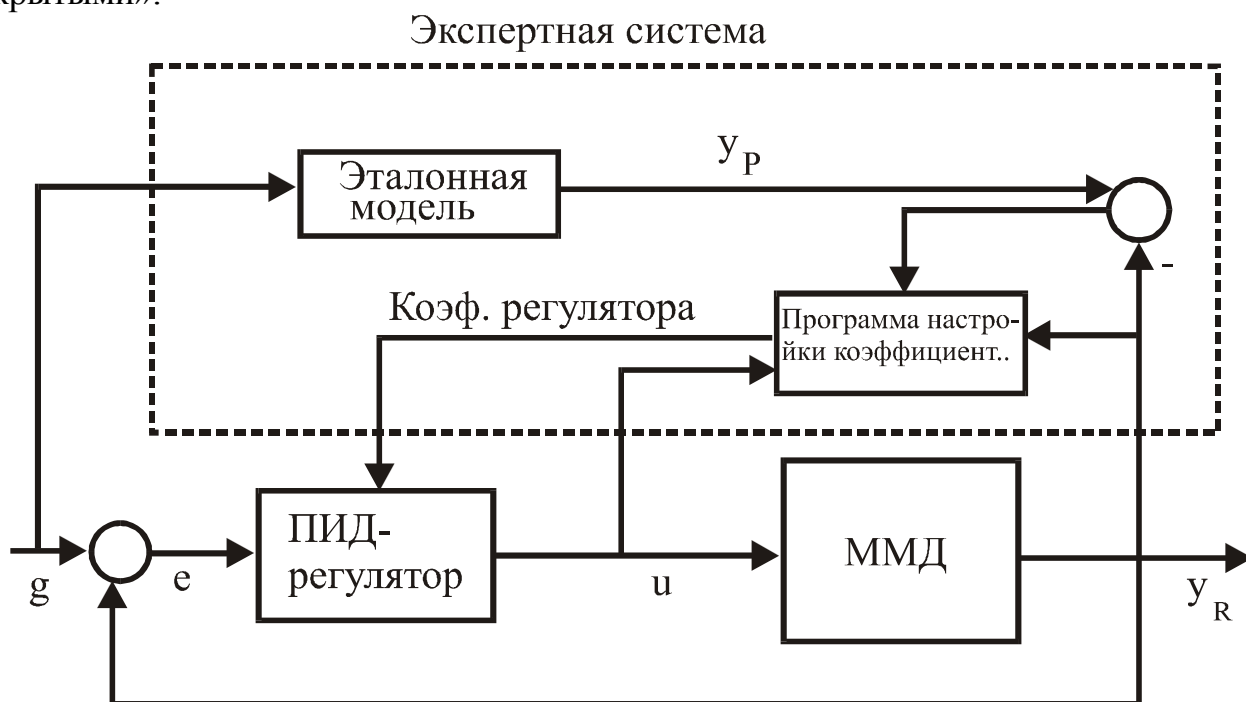 крытыми».
Экспертная система
y P
Эталонная
модель
-
Коэф. регулятора
Программа настро-
йки коэффициент..
ПИД-
регулятор
ММД
g
e
u
y R